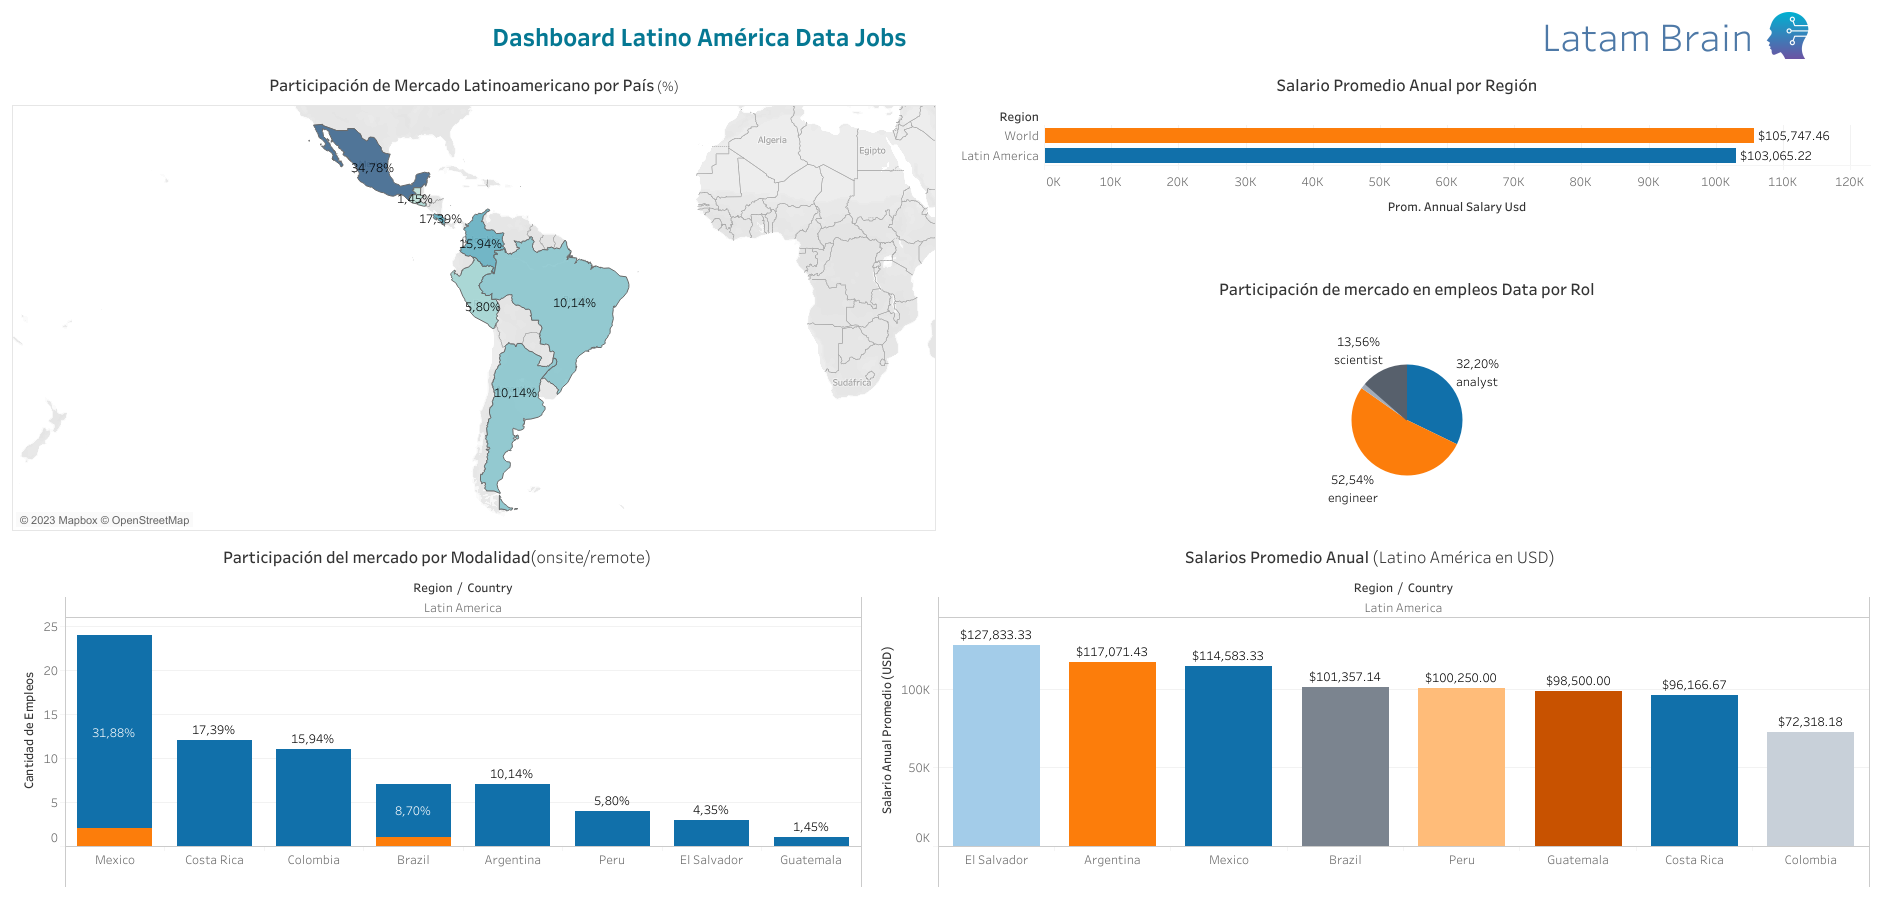 Dashboard Latino América Data Jobs
Latam Brain
Participación de Mercado Latinoamericano por País (%)
34,78%
1,45%
17,39%
15,94%
10,14%
5,80%
10,14%
Algeria
Egipto
Sudáfrica
© 2023 Mapbox © OpenStreetMap
Salario Promedio Anual por Región
Region
World
$105,747.46
Latin America
$103,065.22
0K 10K 20K 30K 40K 50K 60K 70K 80K 90K 100K 110K 120K
Prom. Annual Salary Usd
Participación de mercado en empleos Data por Rol
13,56%
scientist
32,20%
analyst
52,54%
engineer
Participación del mercado por Modalidad(onsite/remote)
Region / Country
Latin America
Cantidad de Empleos
25
20
15
10
5
0
31,88%
17,39%
15,94%
8,70%
10,14%
5,80%
4,35%
1,45%
Mexico Costa Rica Colombia Brazil Argentina Peru El Salvador Guatemala
Salarios Promedio Anual (Latino América en USD)
Region / Country
Latin America
Salario Anual Promedio (USD)
100K
50K
0K
$127,833.33
$117,071.43
$114,583.33
$101,357.14
$100,250.00
$98,500.00
$96,166.67
$72,318.18
El Salvador Argentina Mexico Brazil Peru Guatemala Costa Rica Colombia